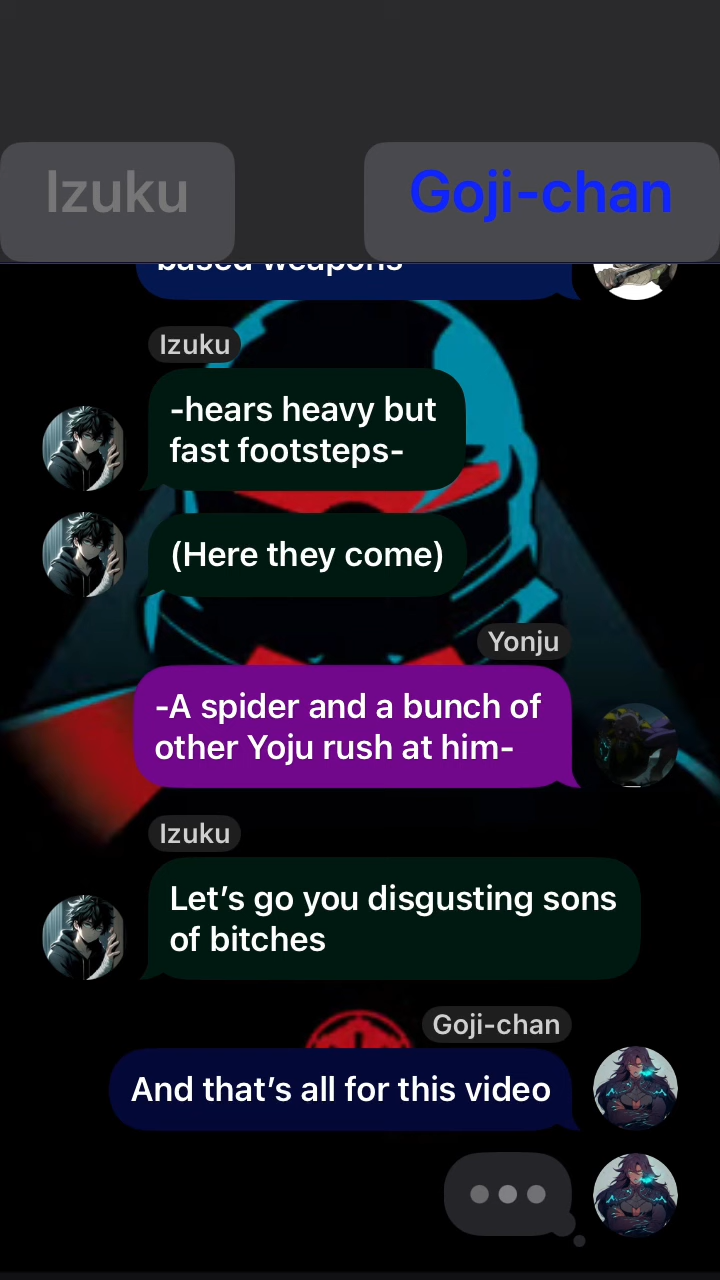 Izuku
Goji-chan
based weapons
Izuku
-hears heavy but
fast footsteps-
(Here they come)
Yonju
-A spider and a bunch of
other Yoju rush at him-
Izuku
Let’s go you disgusting sons
of bitches
Goji-chan
And that’s all for this video